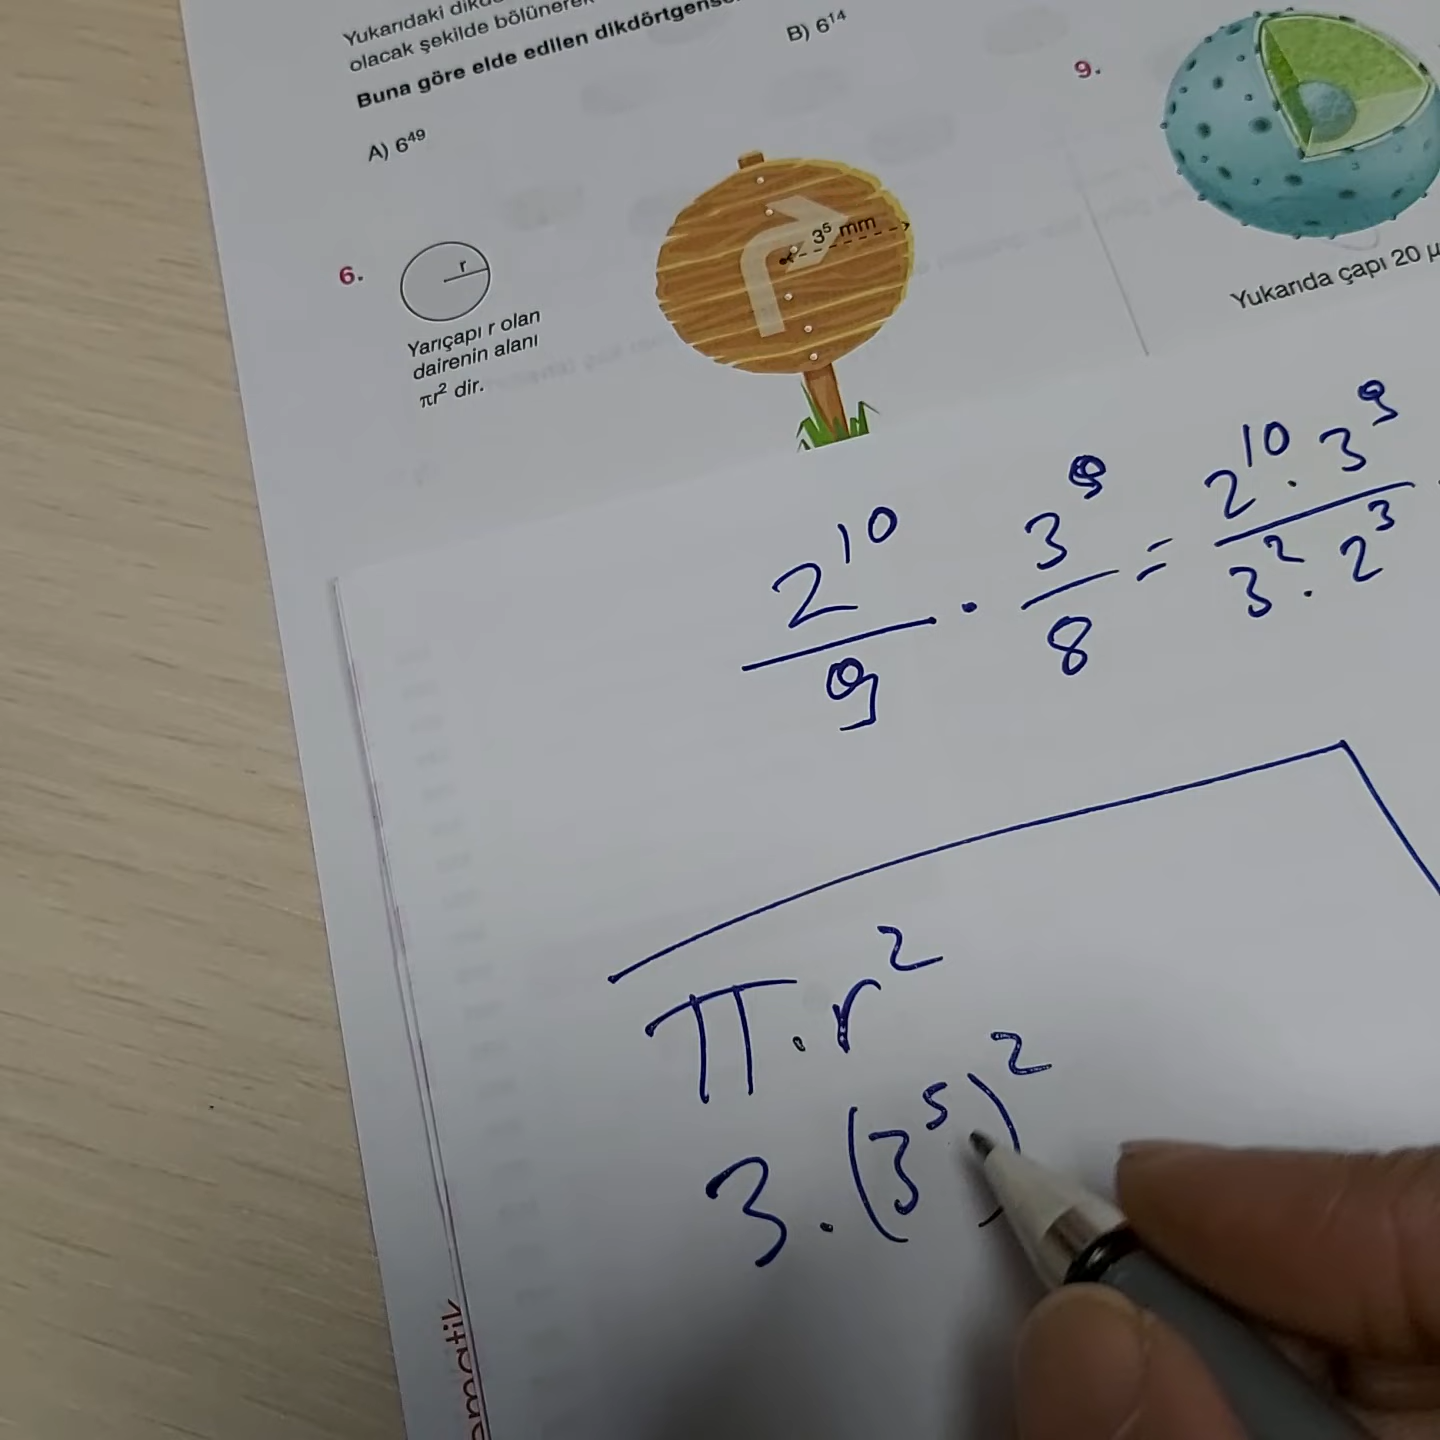 Yukarıdaki
olacak şekilde bölünerek
Buna göre elde edilen
A) 6⁴⁹
B) 6¹⁴
6.
r
Yarıçapı r olan
dairenin alanı
πr² dir.
3⁵ mm
9.
Yukarıda çapı 20 μ
2¹⁰/9 · 3⁹/8 = 2¹⁰ · 3⁹/3² · 2³
π · r²
3 · (3⁵)²